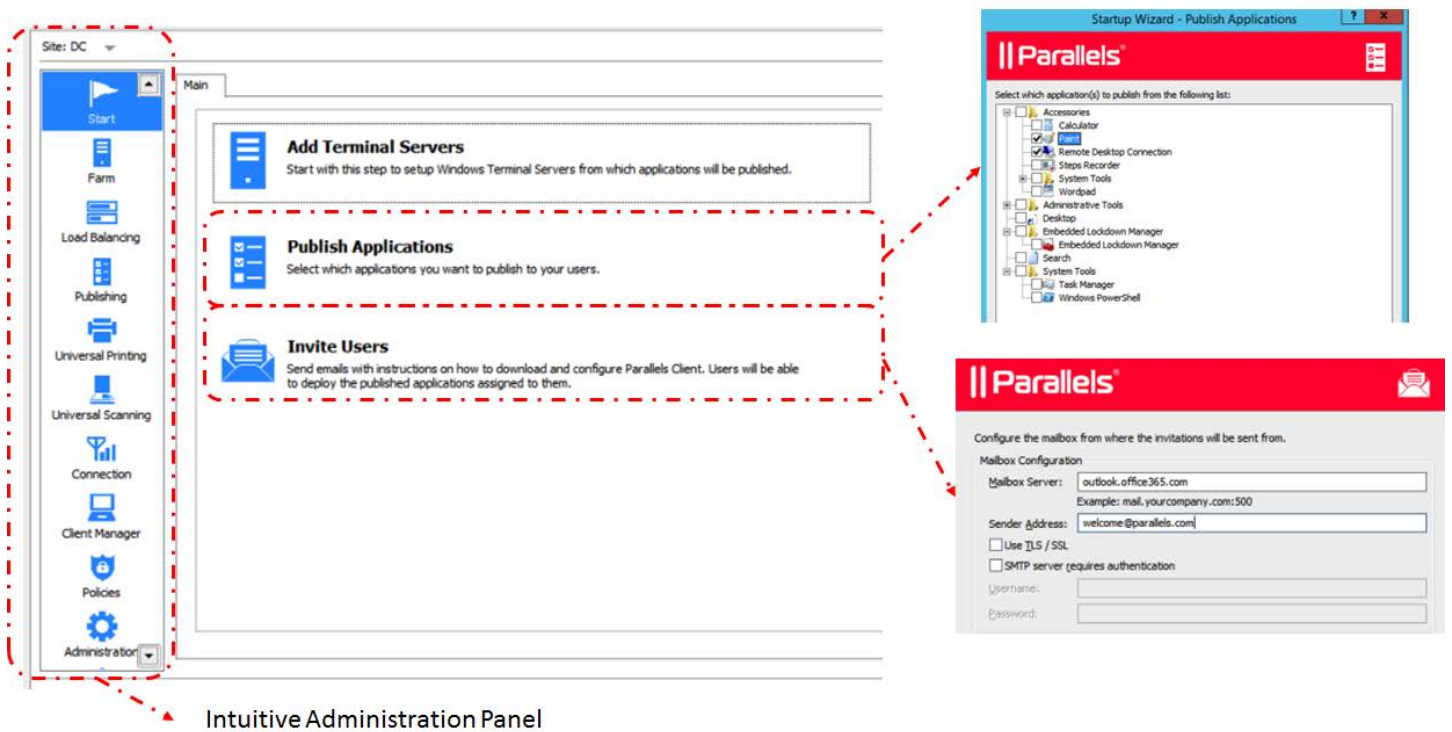 Site: DC
Start
Farm
Load Balancing
Publishing
Universal Printing
Universal Scanning
Connection
Client Manager
Policies
Administration
Main
Add Terminal Servers
Start with this step to setup Windows Terminal Servers from which applications will be published.
Publish Applications
Select which applications you want to publish to your users.
Invite Users
Send emails with instructions on how to download and configure Parallels Client. Users will be able
to deploy the published applications assigned to them.
Intuitive Administration Panel
Startup Wizard - Publish Applications
? x
Parallels®
Select which application(s) to publish from the following list:
Accessories
Calculator
Paint
Remote Desktop Connection
Steps Recorder
System Tools
Wordpad
Administrative Tools
Desktop
Embedded Lockdown Manager
Embedded Lockdown Manager
Search
System Tools
Task Manager
Windows PowerShell
Parallels®
Configure the mailbox from where the invitations will be sent from.
Mailbox Configuration
Mailbox Server: outlook.office365.com
Example: mail.yourcompany.com:500
Sender Address: welcome@parallels.com
Use TLS / SSL
SMTP server requires authentication
Username:
Password: